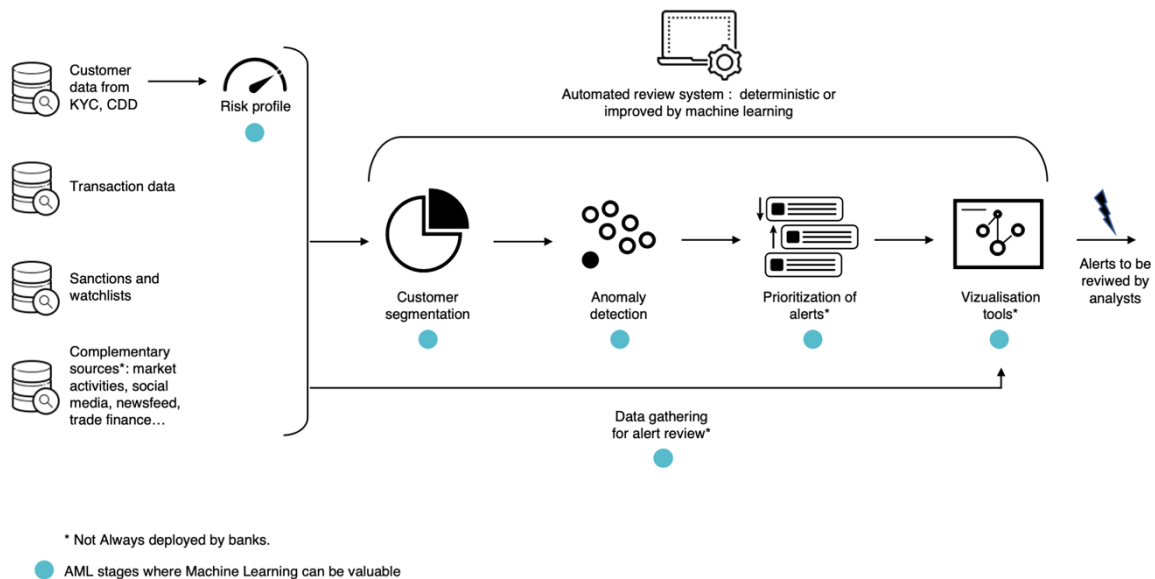 Customer
data from
KYC, CDD
Risk profile
Transaction data
Sanctions and
watchlists
Complementary
sources*: market
activities, social
media, newsfeed,
trade finance…
Automated review system : deterministic or
improved by machine learning
Customer
segmentation
Anomaly
detection
Prioritization of
alerts*
Vizualisation
tools*
Alerts to be
reviwed by
analysts
Data gathering
for alert review*
* Not Always deployed by banks.
AML stages where Machine Learning can be valuable